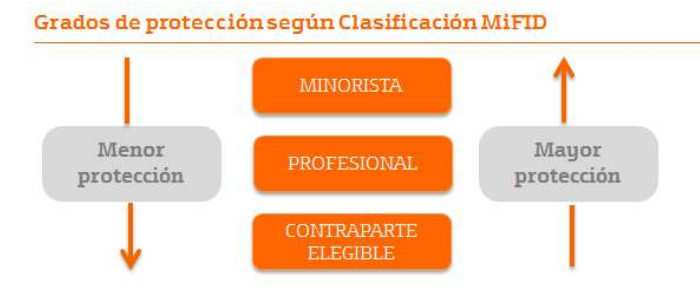 Grados de protección según Clasificación MiFID
MINORISTA
Menor
protección
PROFESIONAL
Mayor
protección
CONTRAPARTE
ELEGIBLE